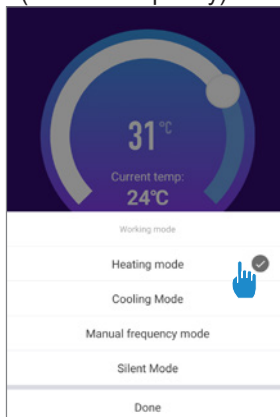 31°C
Current temp:
24°C
Working mode
Heating mode
Cooling Mode
Manual frequency mode
Silent Mode
Done